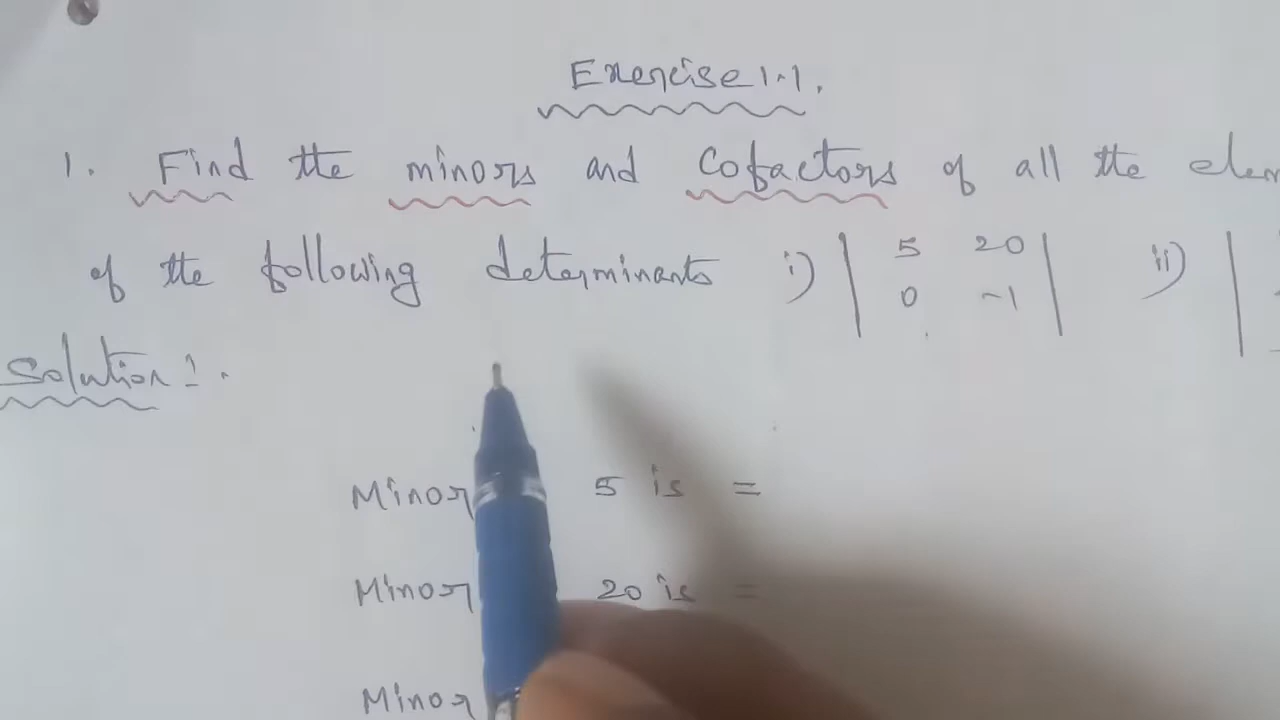 Exercise 1.1.
1. Find the minors and cofactors of all the elem
of the following determinants i) | 5 20 | ii) |
0 -1
Solution :.
Minor 5 is =
Minor 20 is =
Minor